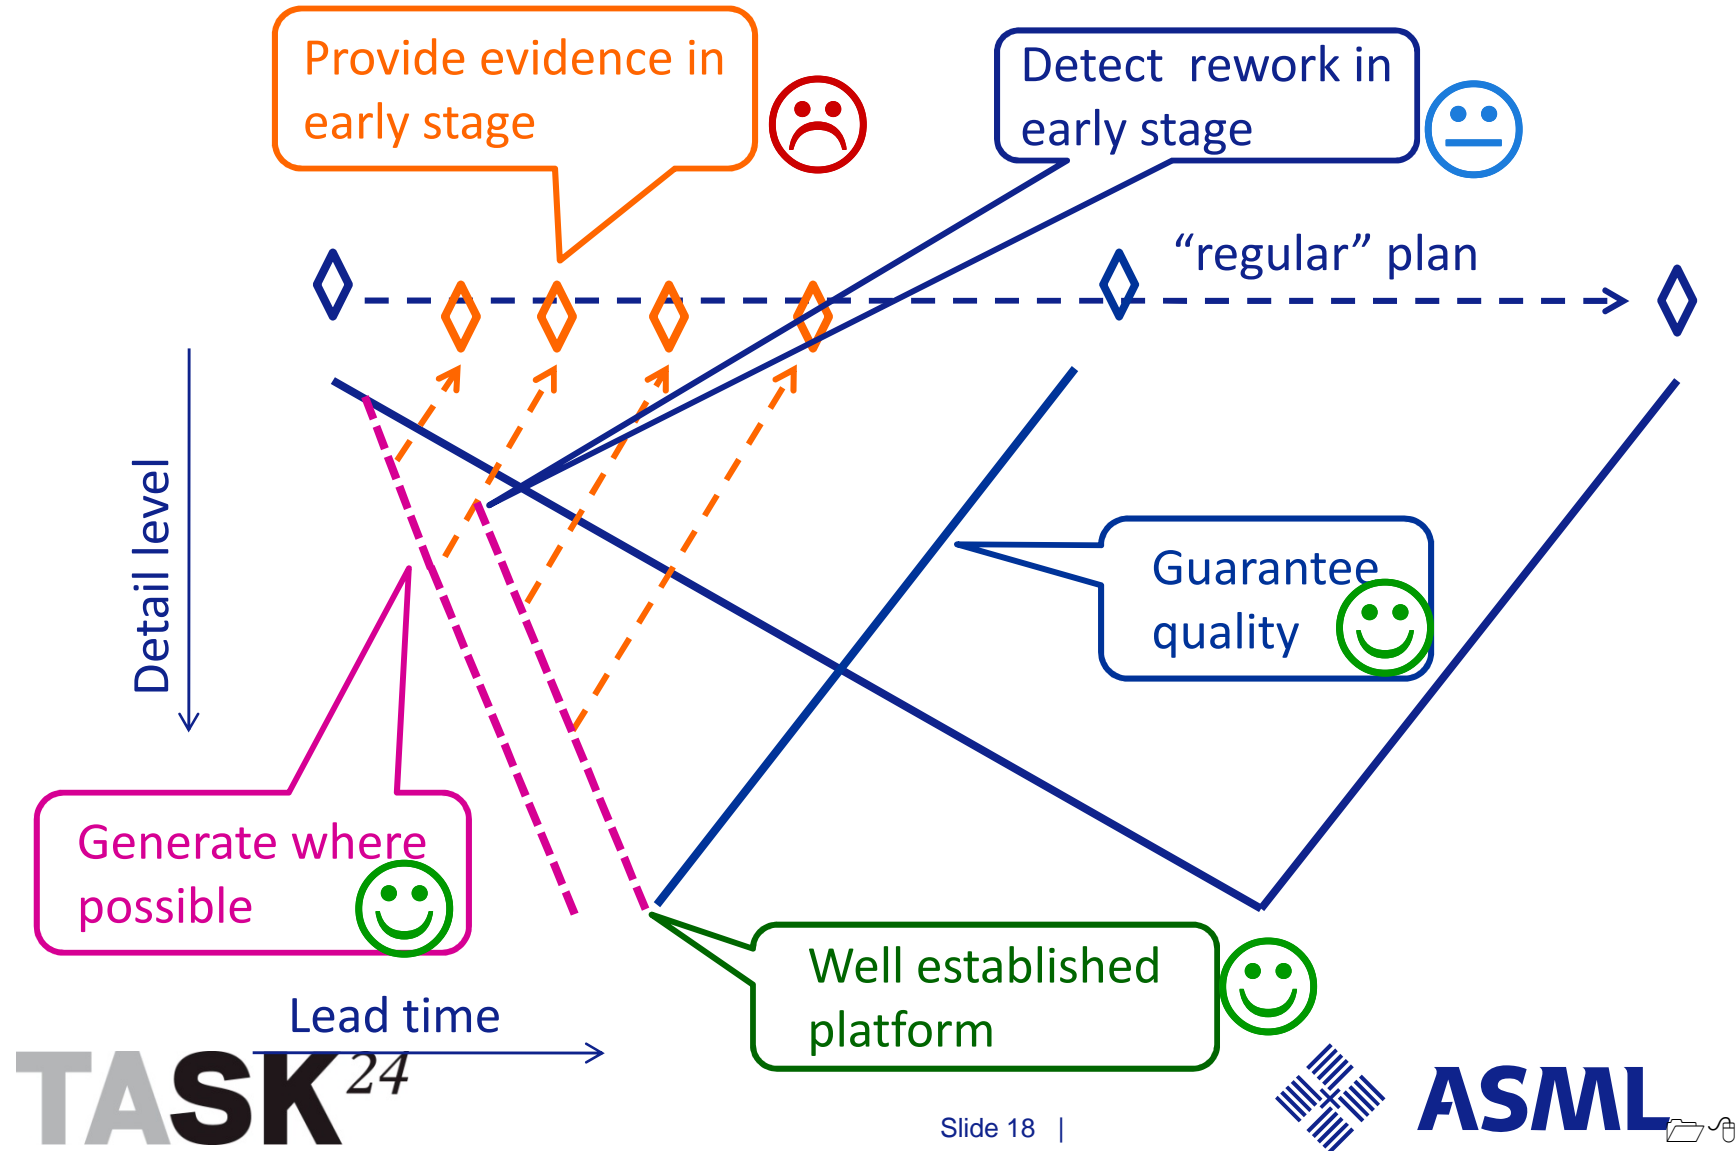 Provide evidence in
early stage
Detect  rework in
early stage
“regular” plan
Detail level
Guarantee
quality
Generate where
possible
Well established
platform
Lead time
TASK24
ASML
Slide 18   |